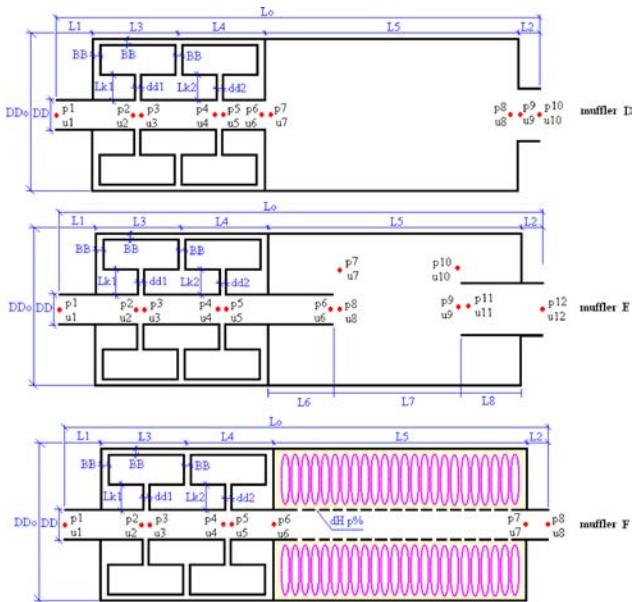 Lo
L1 L3 L4 L5 L2
BB BB BB
Lk1 dd1 Lk2 dd2
DDo DD
p1 p2 p3 p4 p5 p6 p7 p8 p9 p10
u1 u2 u3 u4 u5 u6 u7 u8 u9 u10
muffler D
Lo
L1 L3 L4 L5 L2
BB BB BB
Lk1 dd1 Lk2 dd2
DDo DD
p7 p10
u7 u10
p1 p2 p3 p4 p5 p6 p8 p9 p11 p12
u1 u2 u3 u4 u5 u6 u8 u9 u11 u12
muffler E
L6 L7 L8
Lo
L1 L3 L4 L5 L2
BB BB BB
Lk1 dd1 Lk2 dd2
DDo DD
dH p%
p1 p2 p3 p4 p5 p6 p7 p8
u1 u2 u3 u4 u5 u6 u7 u8
muffler F